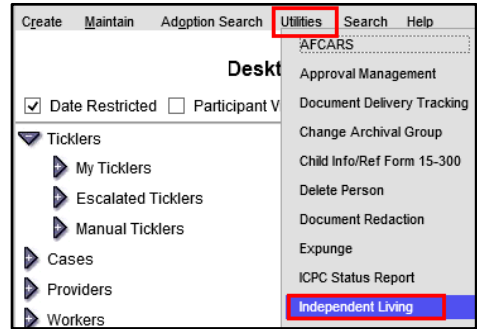 Create Maintain Adoption Search Utilities Search Help
AFCARS
Deskt
Approval Management
Date Restricted Participant V
Document Delivery Tracking
Ticklers
Change Archival Group
My Ticklers
Child Info/Ref Form 15-300
Escalated Ticklers
Delete Person
Manual Ticklers
Document Redaction
Cases
Expunge
Providers
ICPC Status Report
Workers
Independent Living